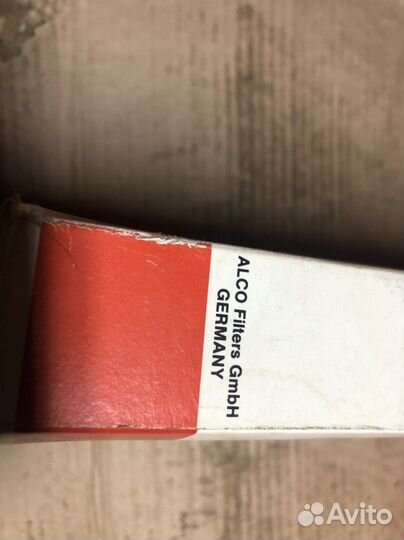 ALCO Filters GmbH
GERMANY
Avito